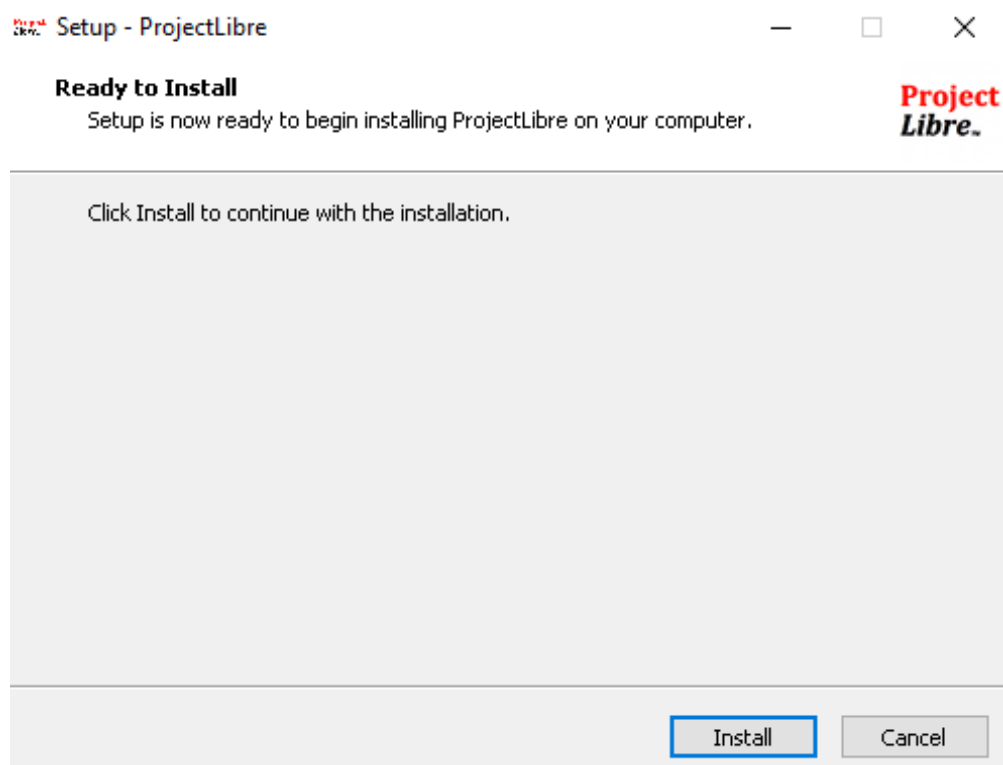 Setup - ProjectLibre
Ready to Install
Setup is now ready to begin installing ProjectLibre on your computer.
Project
Libre™
Click Install to continue with the installation.
Install
Cancel